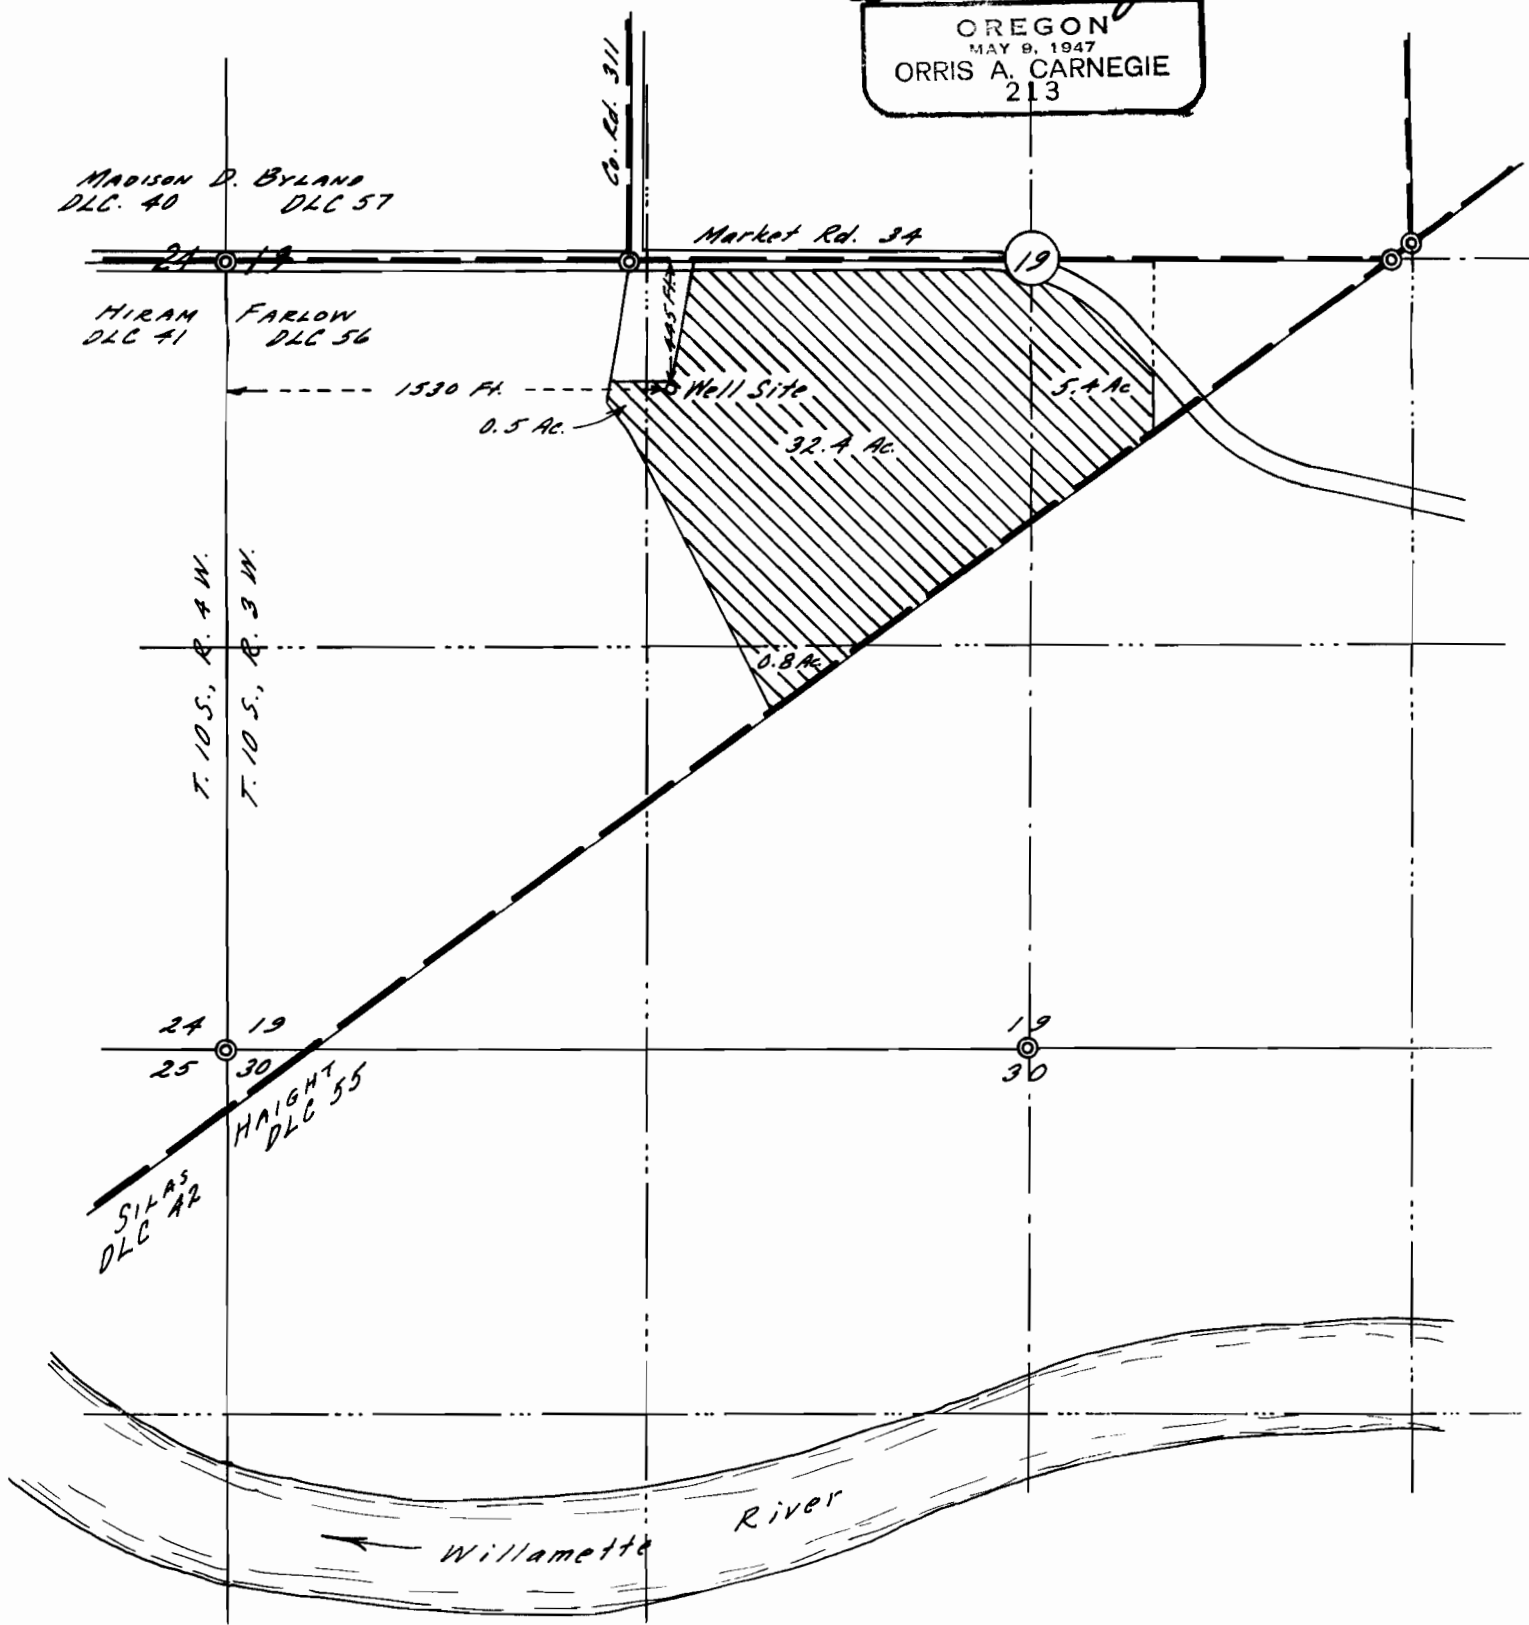 OREGON
MAY 9, 1947
ORRIS A. CARNEGIE
213
Co. Rd. 311
MADISON D. BYLAND
DLC. 40 DLC 57
Market Rd. 34
19
HIRAM FARLOW
DLC 41 DLC 56
445 Ft.
1530 Ft.
Well Site
5.4 Ac
0.5 Ac.
32.4 Ac.
T. 10 S., R. 4 W.
T. 10 S., R. 3 W.
0.8 Ac.
24 19
25 30
19
30
HAIGHT
DLC 55
SILAS
DLC 42
Willamette River